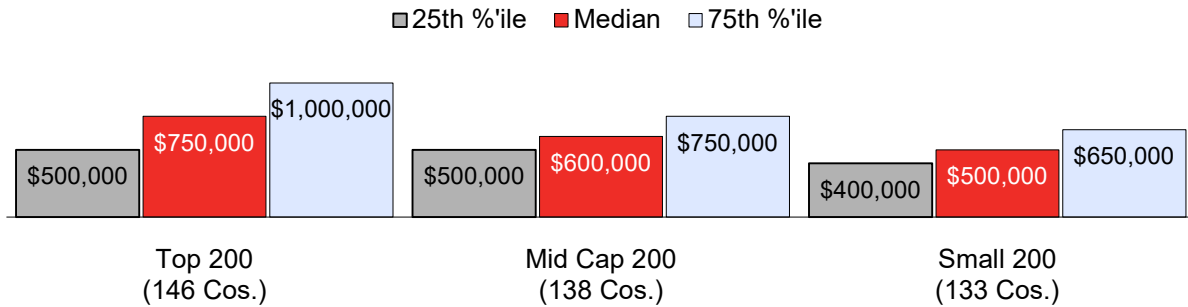 25th %'ile Median 75th %'ile
$500,000 $750,000 $1,000,000 $500,000 $600,000 $750,000 $400,000 $500,000 $650,000
Top 200 Mid Cap 200 Small 200
(146 Cos.) (138 Cos.) (133 Cos.)